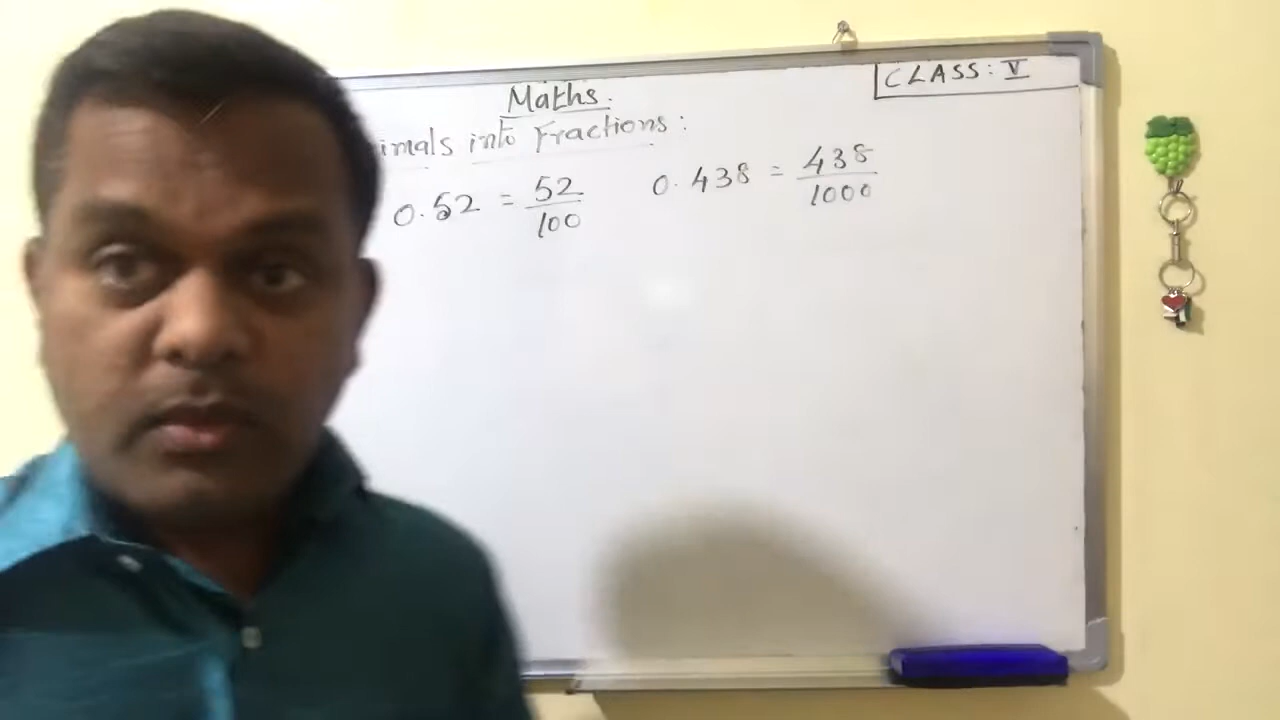 CLASS: V
Maths.
imals into Fractions:
0.52 = 52/100 0.438 = 438/1000